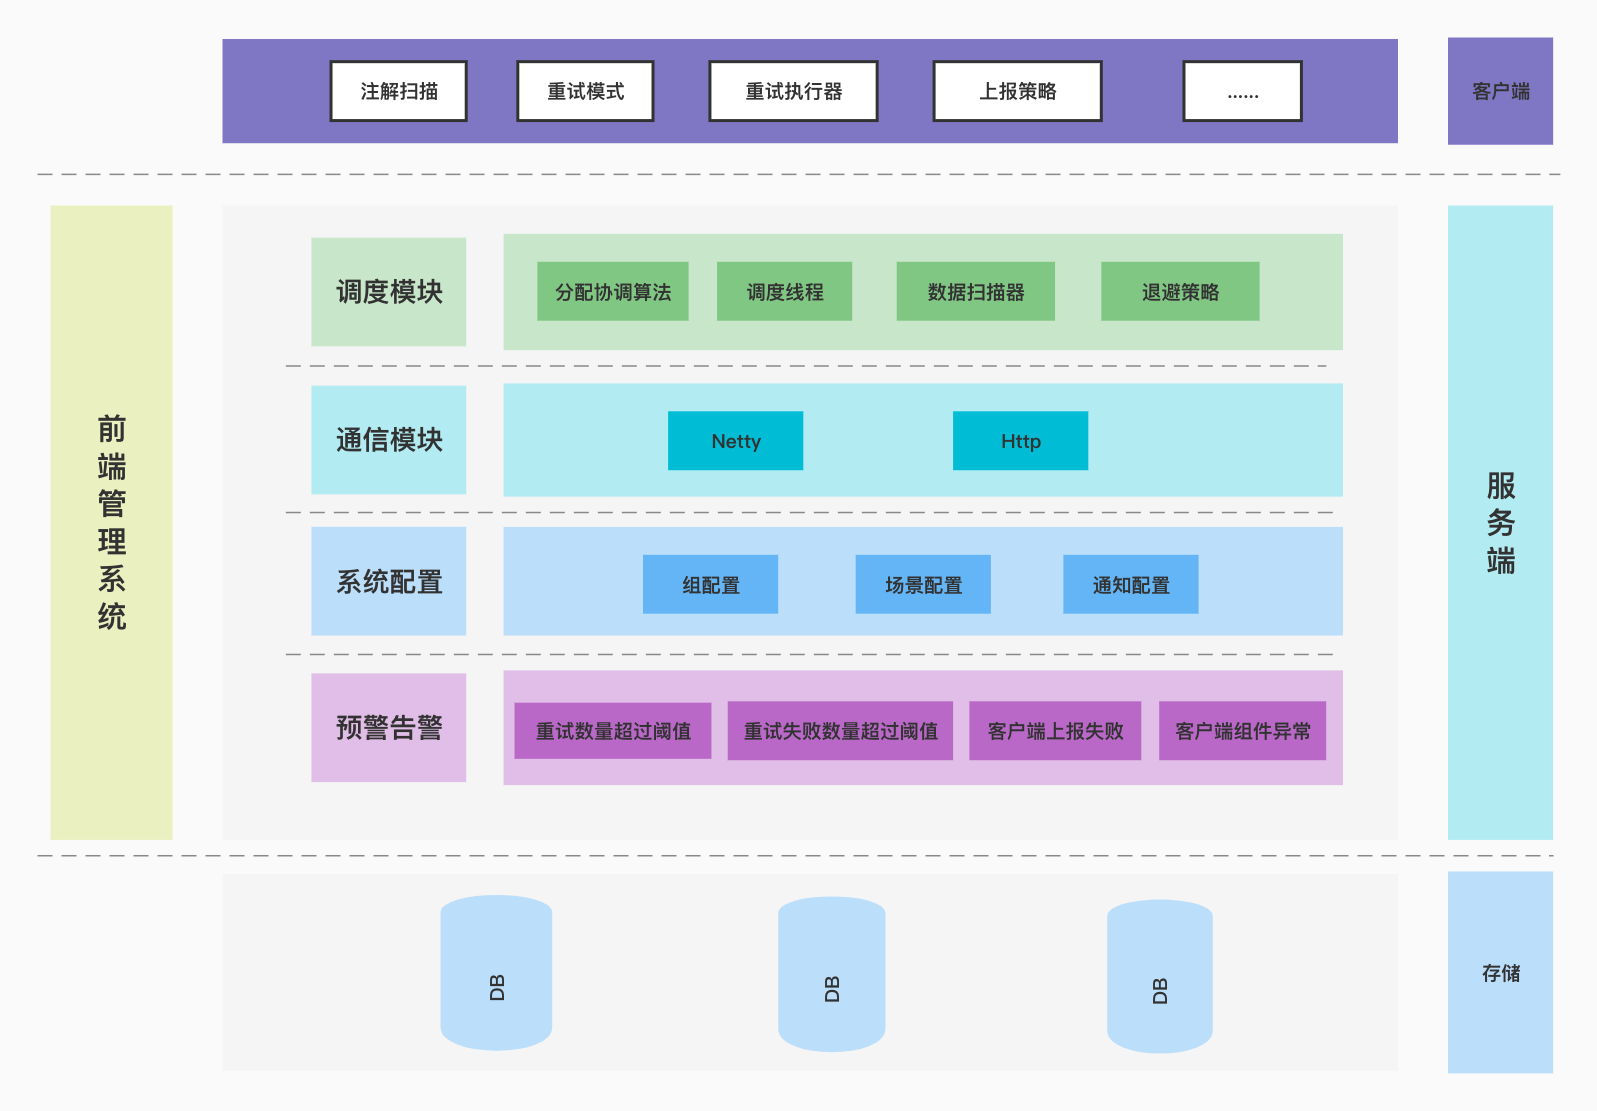 注解扫描
重试模式
重试执行器
上报策略
......
客户端
前端管理系统
调度模块
分配协调算法
调度线程
数据扫描器
退避策略
通信模块
Netty
Http
系统配置
组配置
场景配置
通知配置
预警告警
重试数量超过阈值
重试失败数量超过阈值
客户端上报失败
客户端组件异常
服务端
DB
DB
DB
存储